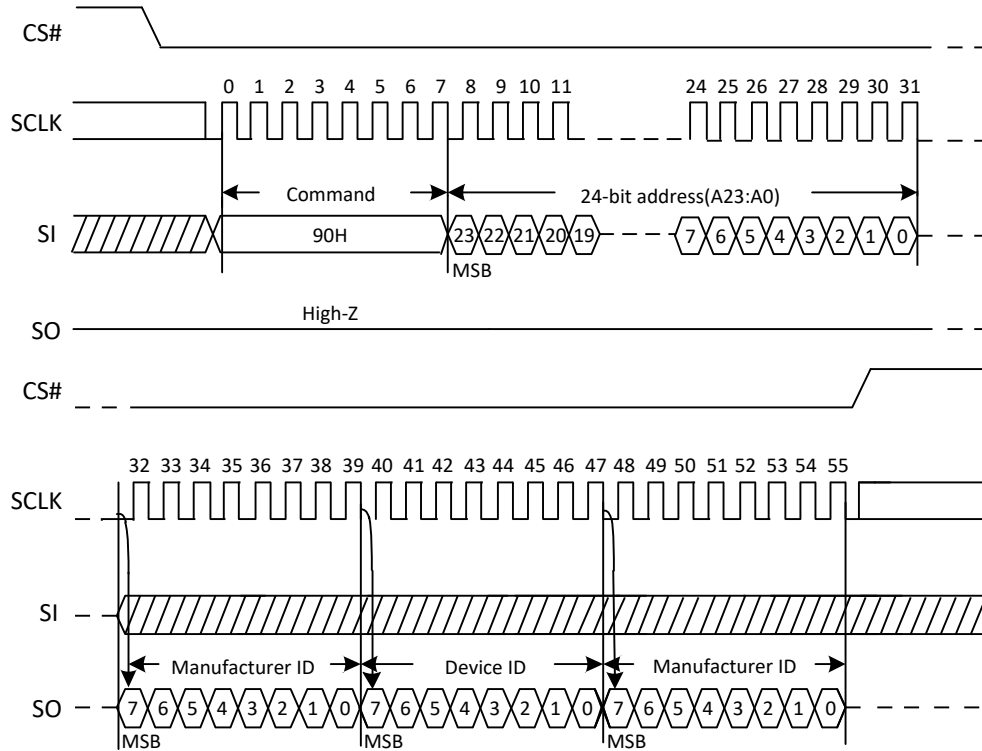 CS#
0 1 2 3 4 5 6 7 8 9 10 11 24 25 26 27 28 29 30 31
SCLK
Command 24-bit address(A23:A0)
SI 90H 23 22 21 20 19 7 6 5 4 3 2 1 0
MSB
High-Z
SO
CS#
32 33 34 35 36 37 38 39 40 41 42 43 44 45 46 47 48 49 50 51 52 53 54 55
SCLK
SI
Manufacturer ID Device ID Manufacturer ID
SO 7 6 5 4 3 2 1 0 7 6 5 4 3 2 1 0 7 6 5 4 3 2 1 0
MSB MSB MSB